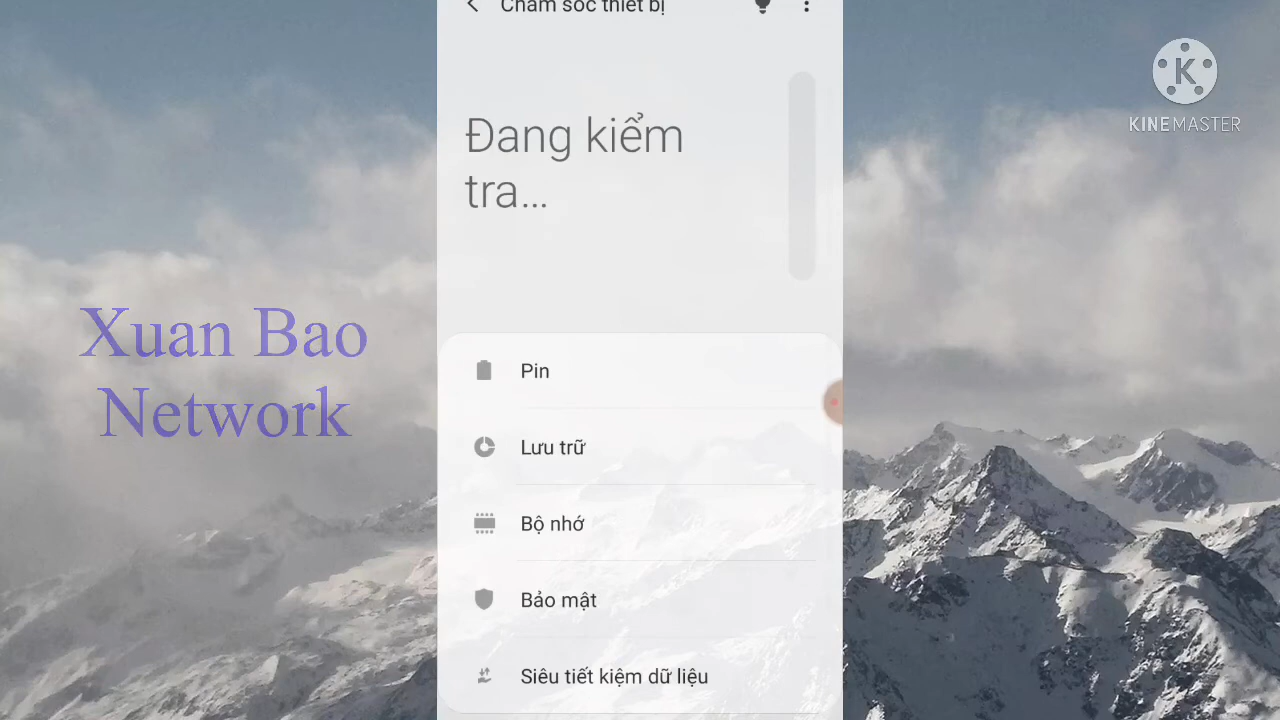 Chăm sóc thiết bị
KINEMASTER
Đang kiểm
tra...
Xuan Bao
Network
Pin
Lưu trữ
Bộ nhớ
Bảo mật
Siêu tiết kiệm dữ liệu